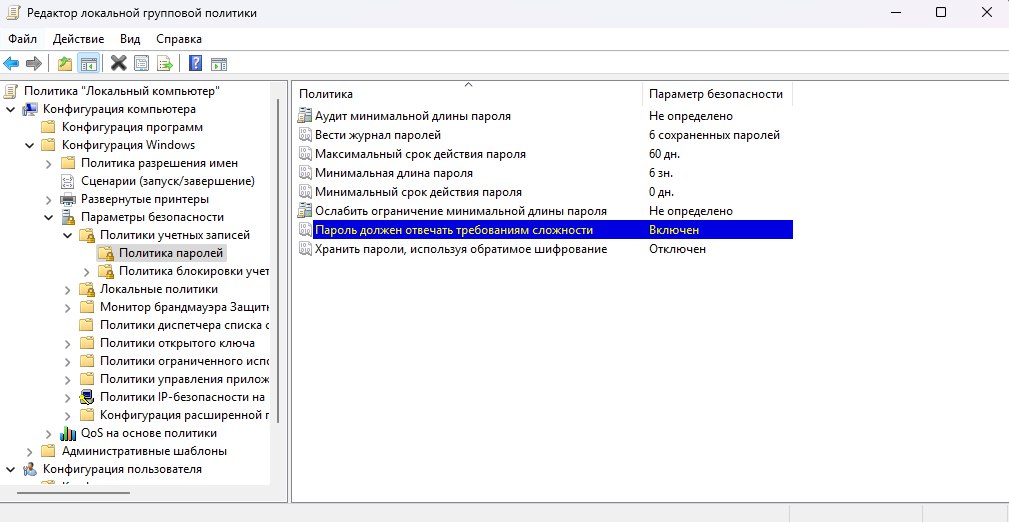 Редактор локальной групповой политики
Файл Действие Вид Справка
Политика "Локальный компьютер"
Конфигурация компьютера
Конфигурация программ
Конфигурация Windows
Политика разрешения имен
Сценарии (запуск/завершение)
Развернутые принтеры
Параметры безопасности
Политики учетных записей
Политика паролей
Политика блокировки учет
Локальные политики
Монитор брандмауэра Защитн
Политики диспетчера списка с
Политики открытого ключа
Политики ограниченного испо
Политики управления прилож
Политики IP-безопасности на
Конфигурация расширенной п
QoS на основе политики
Административные шаблоны
Конфигурация пользователя
Политика Параметр безопасности
Аудит минимальной длины пароля Не определено
Вести журнал паролей 6 сохраненных паролей
Максимальный срок действия пароля 60 дн.
Минимальная длина пароля 6 зн.
Минимальный срок действия пароля 0 дн.
Ослабить ограничение минимальной длины пароля Не определено
Пароль должен отвечать требованиям сложности Включен
Хранить пароли, используя обратимое шифрование Отключен